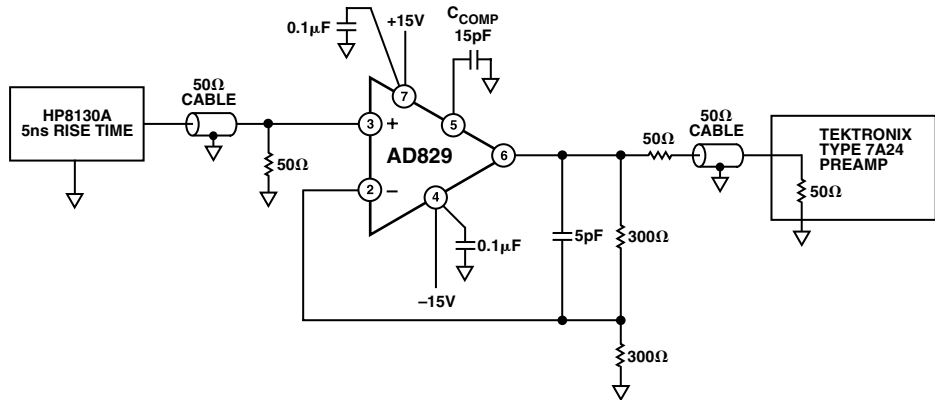 0.1μF
+15V
C_COMP
15pF
HP8130A
5ns RISE TIME
50Ω
CABLE
50Ω
3
+
7
5
AD829
6
2
–
4
0.1μF
–15V
5pF
300Ω
300Ω
50Ω
50Ω
CABLE
TEKTRONIX
TYPE 7A24
PREAMP
50Ω